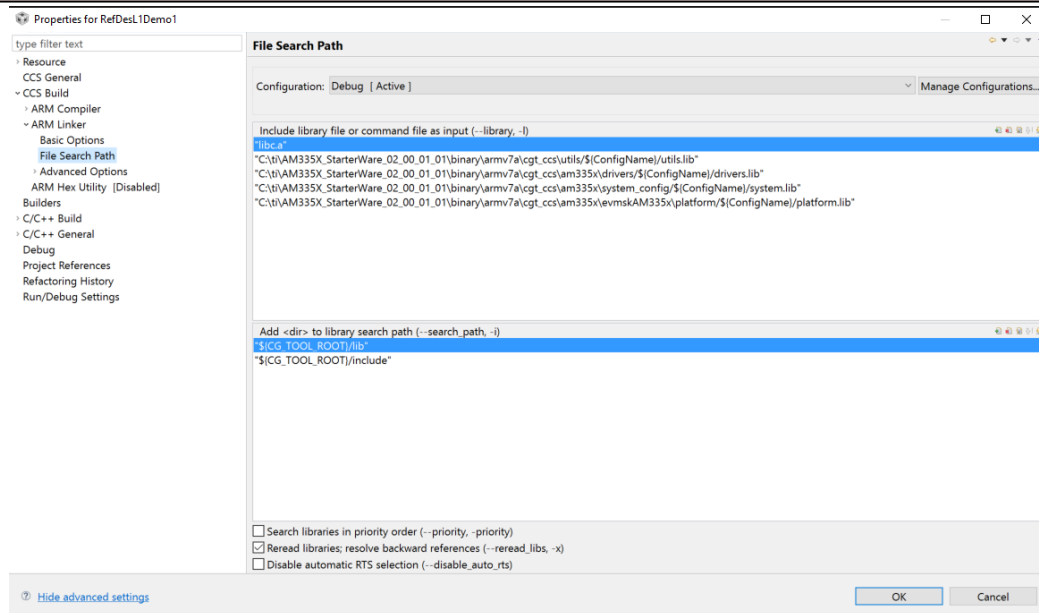 Properties for RefDesL1Demo1
type filter text
Resource
CCS General
CCS Build
ARM Compiler
ARM Linker
Basic Options
File Search Path
Advanced Options
ARM Hex Utility [Disabled]
Builders
C/C++ Build
C/C++ General
Debug
Project References
Refactoring History
Run/Debug Settings
File Search Path
Configuration: Debug [ Active ]
Manage Configurations...
Include library file or command file as input (--library, -l)
"libc.a"
"C:\ti\AM335X_StarterWare_02_00_01_01\binary\armv7a\cgt_ccs\utils/${ConfigName}/utils.lib"
"C:\ti\AM335X_StarterWare_02_00_01_01\binary\armv7a\cgt_ccs\am335x\drivers/${ConfigName}/drivers.lib"
"C:\ti\AM335X_StarterWare_02_00_01_01\binary\armv7a\cgt_ccs\am335x\system_config/${ConfigName}/system.lib"
"C:\ti\AM335X_StarterWare_02_00_01_01\binary\armv7a\cgt_ccs\am335x\evmskAM335x\platform/${ConfigName}/platform.lib"
Add <dir> to library search path (--search_path, -i)
"${CG_TOOL_ROOT}/lib"
"${CG_TOOL_ROOT}/include"
Search libraries in priority order (--priority, -priority)
Reread libraries; resolve backward references (--reread_libs, -x)
Disable automatic RTS selection (--disable_auto_rts)
Hide advanced settings
OK
Cancel